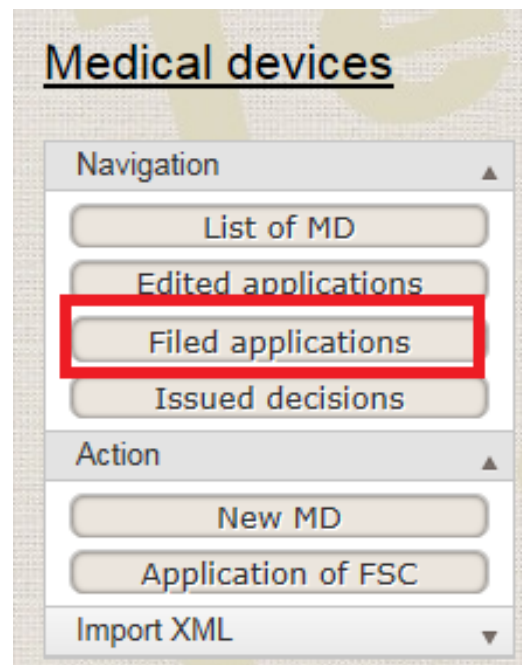 Medical devices
Navigation
List of MD
Edited applications
Filed applications
Issued decisions
Action
New MD
Application of FSC
Import XML